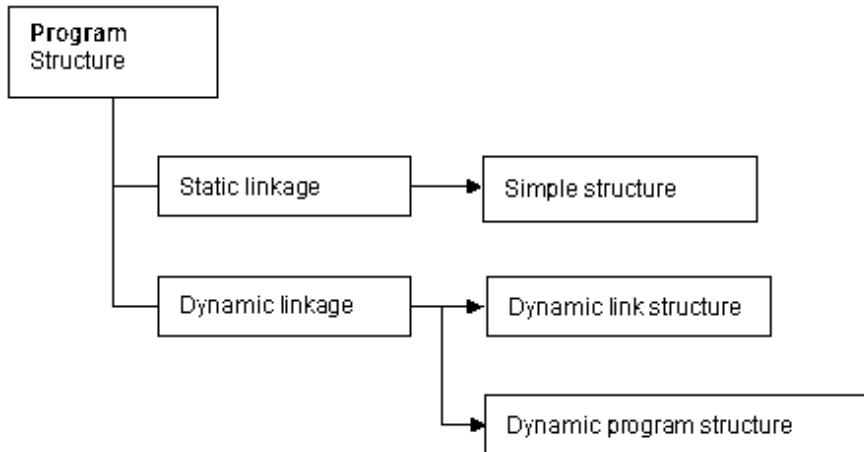 Program
Structure
Static linkage
Simple structure
Dynamic linkage
Dynamic link structure
Dynamic program structure